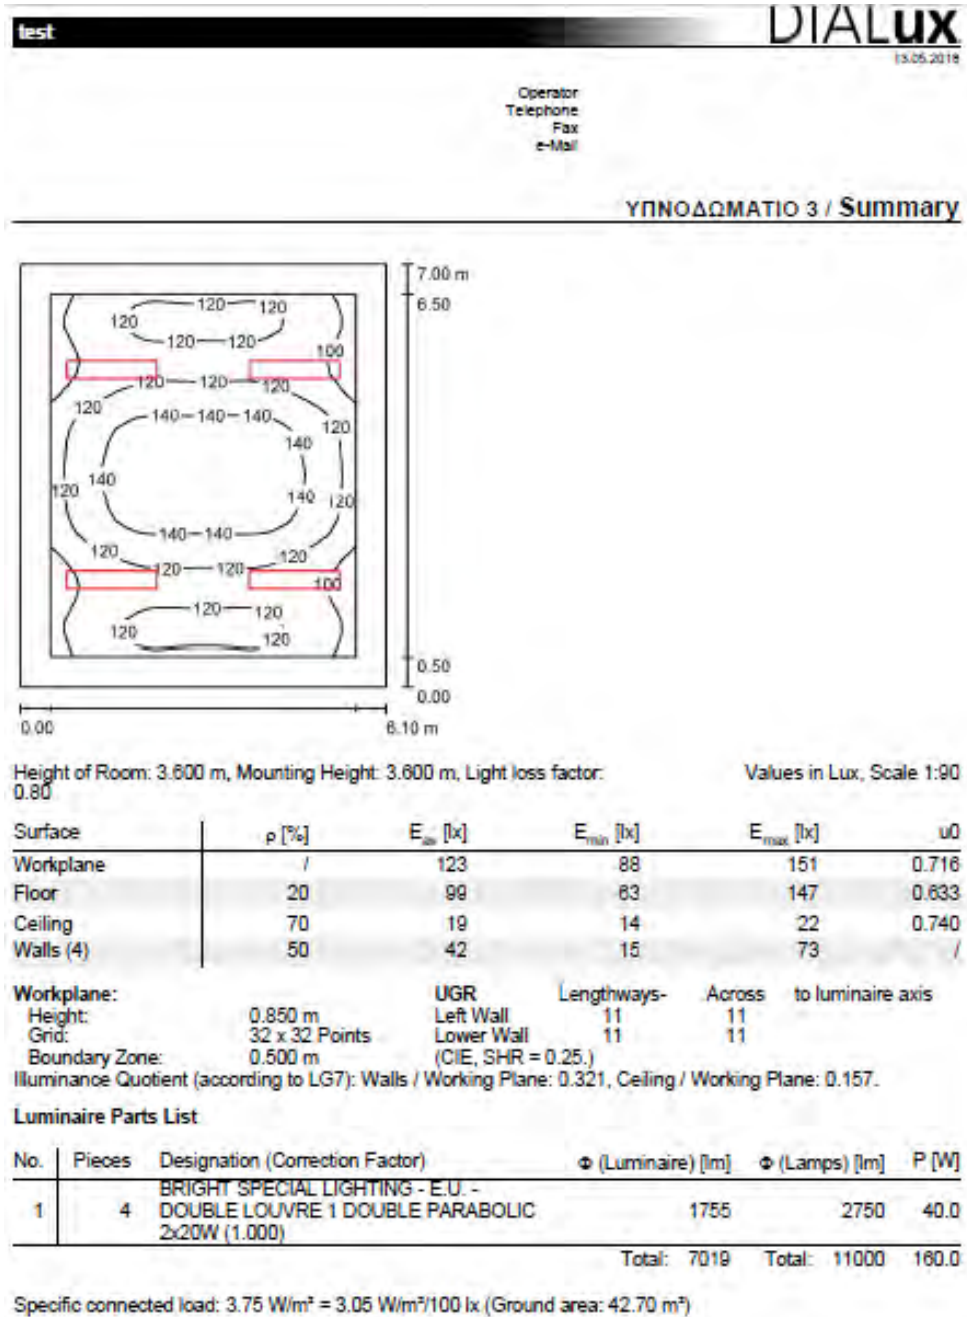 test
DIALux
13.05.2018
Operator
Telephone
Fax
e-Mail
ΥΠΝΟΔΩΜΑΤΙΟ 3 / Summary
7.00 m
6.50
120 120
120
120 120
100
120 120 120
120 140 140 140 120
140
140
120 140 120
140 140
120 120
120 120 100
120 120
120 120
0.50
0.00
0.00 6.10 m
Height of Room: 3.600 m, Mounting Height: 3.600 m, Light loss factor: Values in Lux, Scale 1:90
0.80
Surface ρ [%] Eav [lx] Emin [lx] Emax [lx] u0
Workplane / 123 88 151 0.716
Floor 20 99 63 147 0.633
Ceiling 70 19 14 22 0.740
Walls (4) 50 42 15 73 /
Workplane: UGR Lengthways- Across to luminaire axis
Height: 0.850 m Left Wall 11 11
Grid: 32 x 32 Points Lower Wall 11 11
Boundary Zone: 0.500 m (CIE, SHR = 0.25.)
Illuminance Quotient (according to LG7): Walls / Working Plane: 0.321, Ceiling / Working Plane: 0.157.
Luminaire Parts List
No. Pieces Designation (Correction Factor) Φ (Luminaire) [lm] Φ (Lamps) [lm] P [W]
BRIGHT SPECIAL LIGHTING - E.U. -
1 4 DOUBLE LOUVRE 1 DOUBLE PARABOLIC 1755 2750 40.0
2x20W (1.000)
Total: 7019 Total: 11000 160.0
Specific connected load: 3.75 W/m² = 3.05 W/m²/100 lx (Ground area: 42.70 m²)